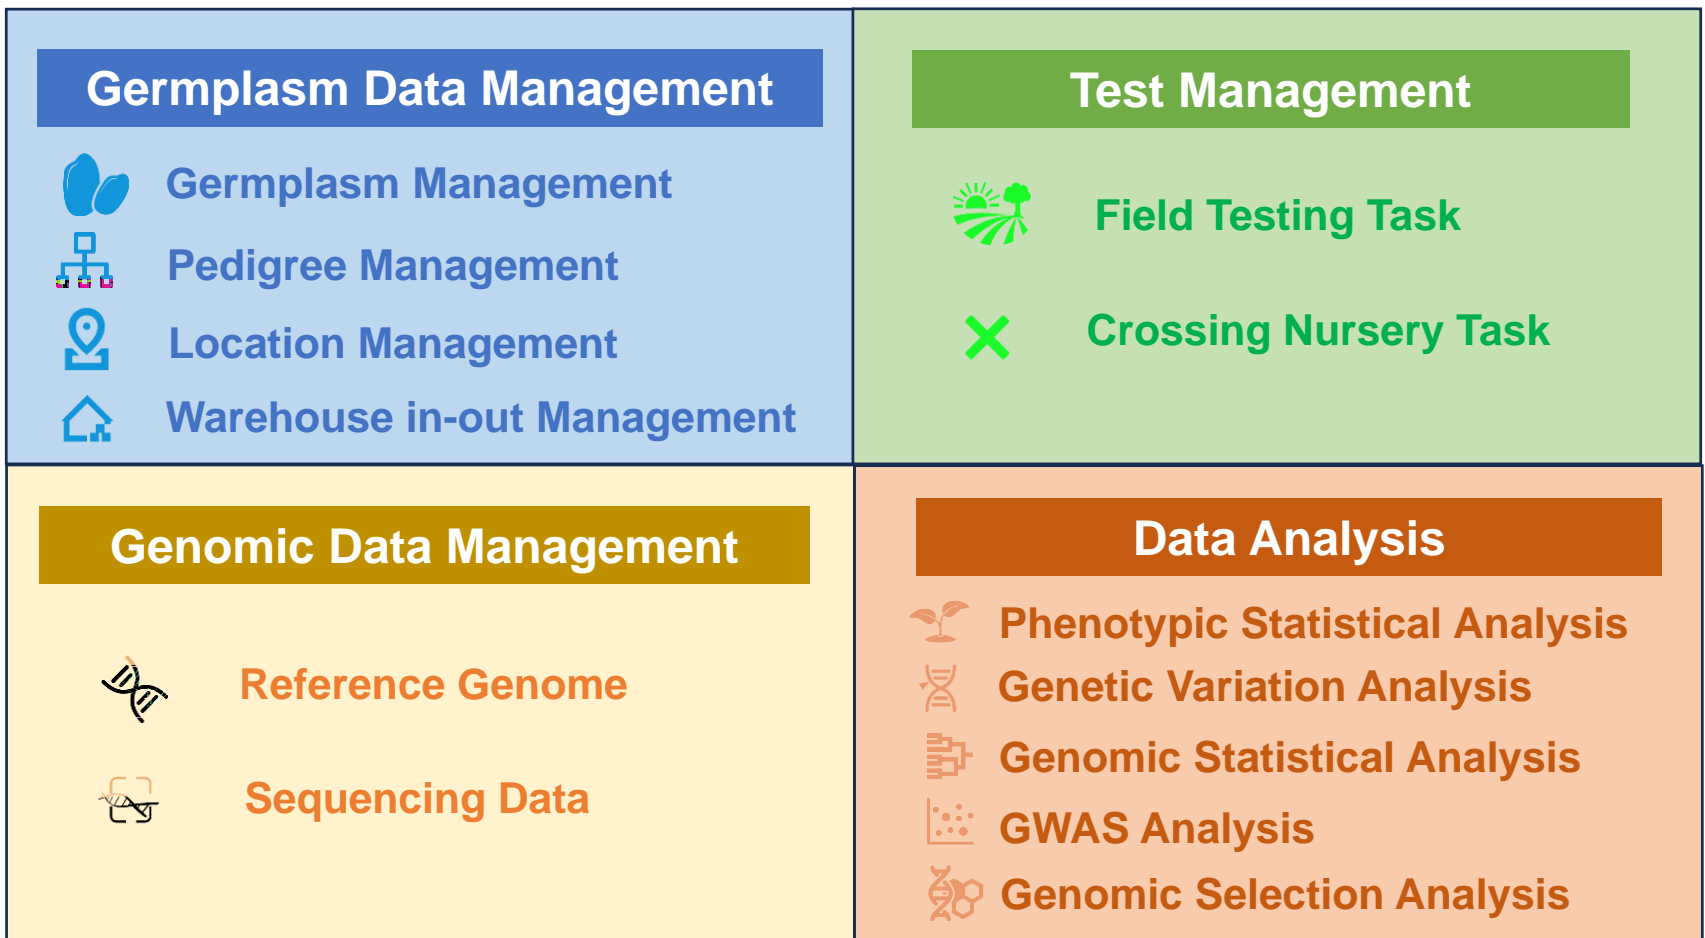 Germplasm Data Management
Germplasm Management
Pedigree Management
Location Management
Warehouse in-out Management
Test Management
Field Testing Task
Crossing Nursery Task
Genomic Data Management
Reference Genome
Sequencing Data
Data Analysis
Phenotypic Statistical Analysis
Genetic Variation Analysis
Genomic Statistical Analysis
GWAS Analysis
Genomic Selection Analysis